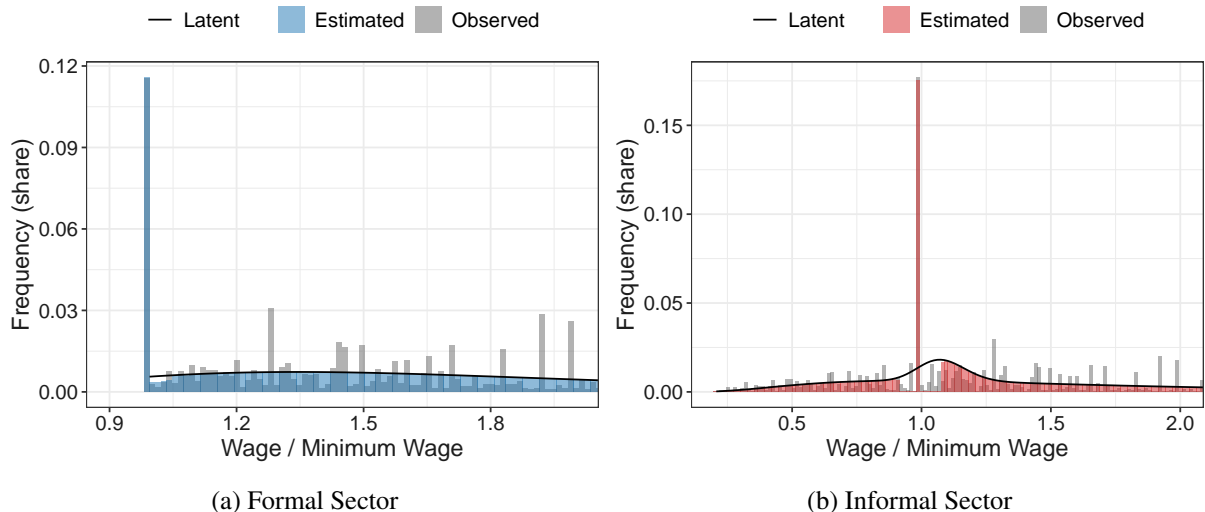 Latent Estimated Observed
Frequency (share)
0.12
0.09
0.06
0.03
0.00
0.9 1.2 1.5 1.8
Wage / Minimum Wage
(a) Formal Sector
Latent Estimated Observed
Frequency (share)
0.15
0.10
0.05
0.00
0.5 1.0 1.5 2.0
Wage / Minimum Wage
(b) Informal Sector